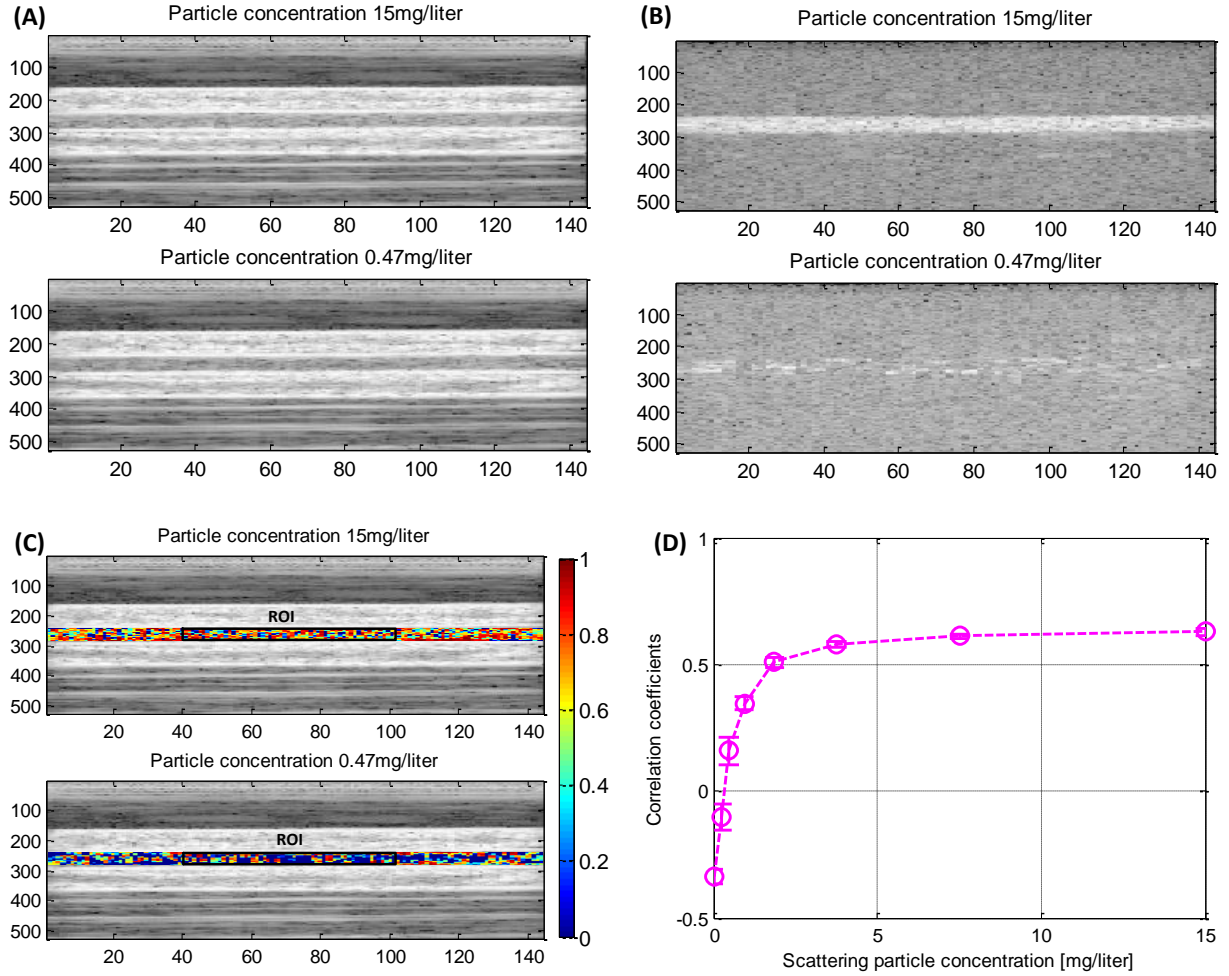 (A)
Particle concentration 15mg/liter
100
200
300
400
500
20 40 60 80 100 120 140
Particle concentration 0.47mg/liter
100
200
300
400
500
20 40 60 80 100 120 140
(B)
Particle concentration 15mg/liter
100
200
300
400
500
20 40 60 80 100 120 140
Particle concentration 0.47mg/liter
100
200
300
400
500
20 40 60 80 100 120 140
(C)
Particle concentration 15mg/liter
ROI
100
200
300
400
500
20 40 60 80 100 120 140
Particle concentration 0.47mg/liter
ROI
100
200
300
400
500
20 40 60 80 100 120 140
1
0.8
0.6
0.4
0.2
0
(D)
Correlation coefficients
1
0.5
0
-0.5
0 5 10 15
Scattering particle concentration [mg/liter]